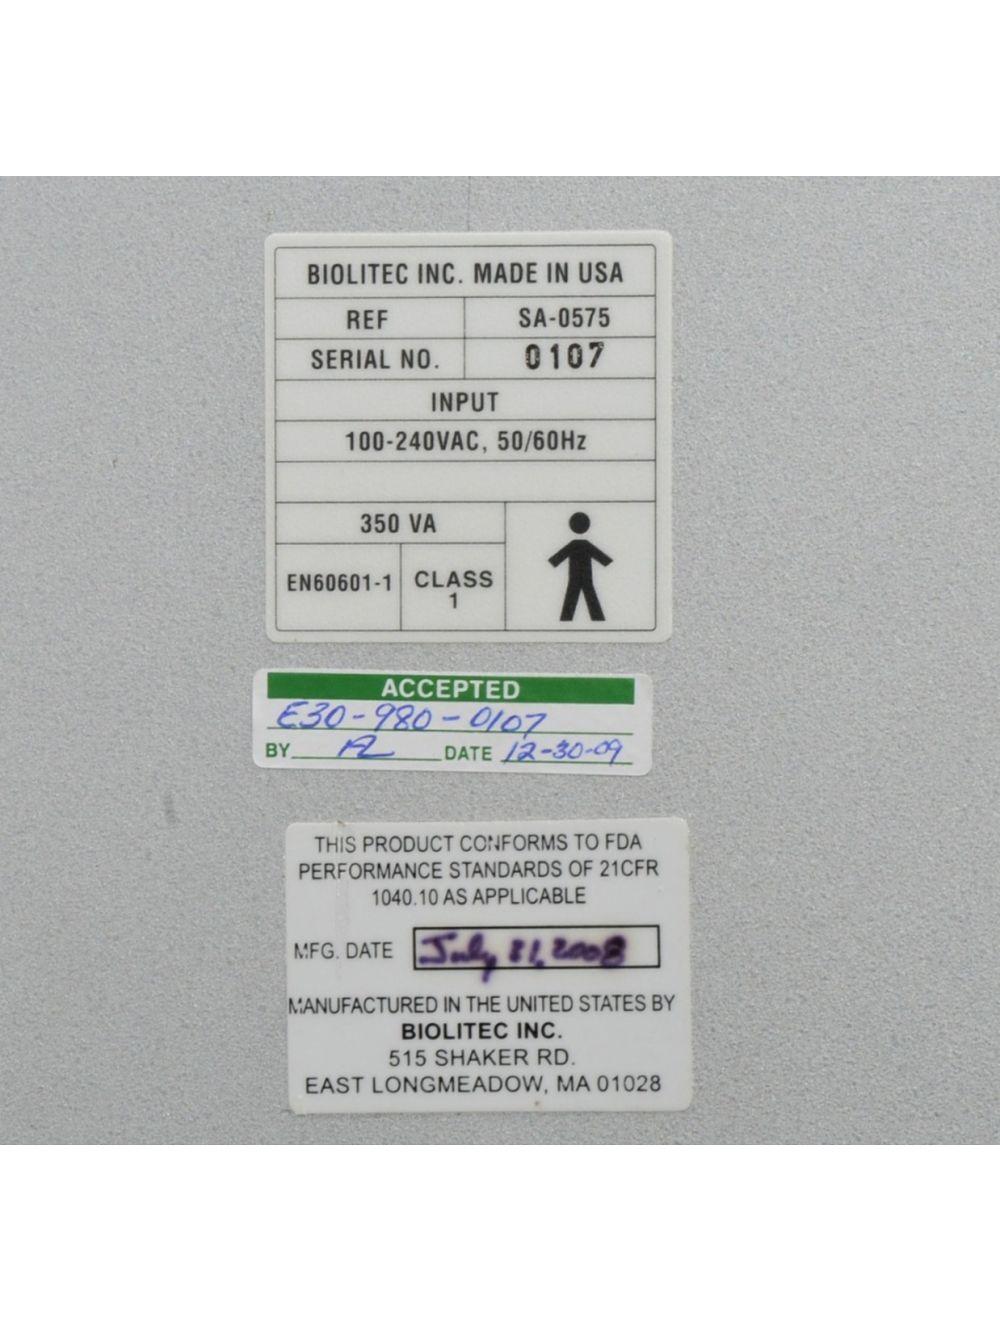 BIOLITEC INC. MADE IN USA
REF SA-0575
SERIAL NO. 0107
INPUT
100-240VAC, 50/60Hz
350 VA
EN60601-1 CLASS
1
ACCEPTED
E30-980-0107
BY DATE 12-30-09
THIS PRODUCT CONFORMS TO FDA
PERFORMANCE STANDARDS OF 21CFR
1040.10 AS APPLICABLE
MFG. DATE July 31, 2008
MANUFACTURED IN THE UNITED STATES BY
BIOLITEC INC.
515 SHAKER RD.
EAST LONGMEADOW, MA 01028